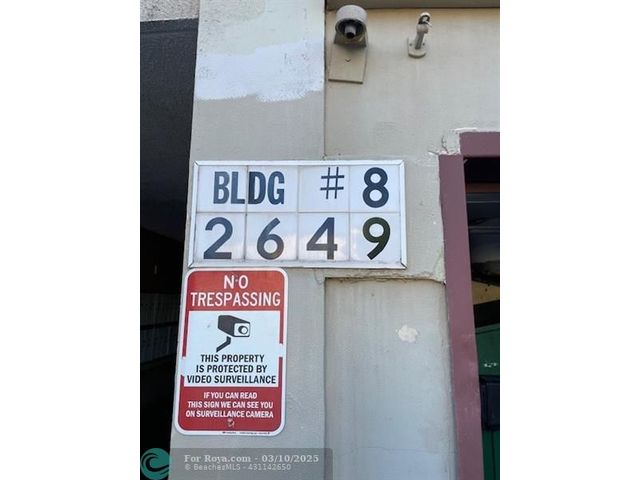 BLDG # 8
2649
NO
TRESPASSING
THIS PROPERTY
IS PROTECTED BY
VIDEO SURVEILLANCE
IF YOU CAN READ
THIS SIGN WE CAN SEE YOU
ON SURVEILLANCE CAMERA
For Roya.com - 03/10/2025
© BeachesMLS - 431142650